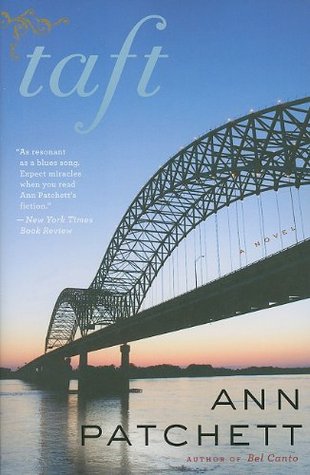 taft
"As resonant
as a blues song.
Expect miracles
when you read
Ann Patchett's
fiction."
— New York Times
Book Review
A NOVEL
ANN
PATCHETT
AUTHOR OF Bel Canto